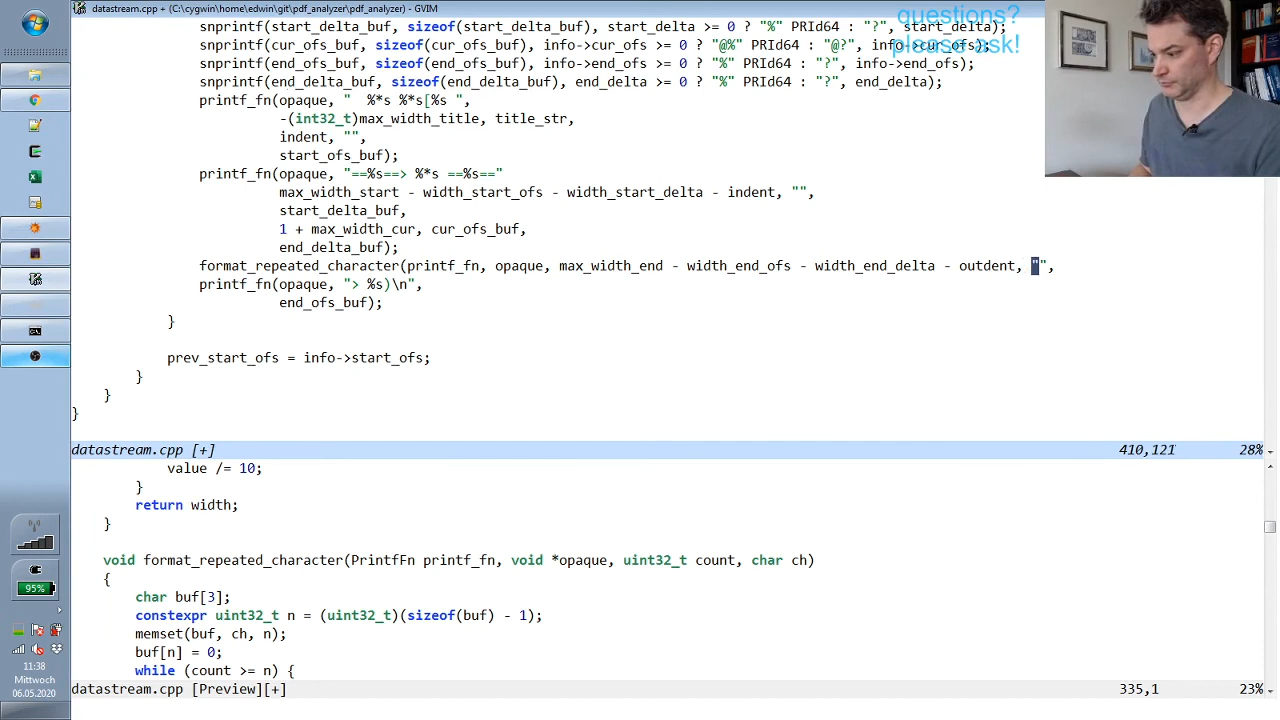 datastream.cpp + (C:\cygwin\home\edwin\git\pdf_analyzer\pdf_analyzer) - GVIM
questions?
please ask!
snprintf(start_delta_buf, sizeof(start_delta_buf), start_delta >= 0 ? "%" PRId64 : "?", start_delta);
snprintf(cur_ofs_buf, sizeof(cur_ofs_buf), info->cur_ofs >= 0 ? "@%" PRId64 : "@?", info->cur_ofs);
snprintf(end_ofs_buf, sizeof(end_ofs_buf), info->end_ofs >= 0 ? "%" PRId64 : "?", info->end_ofs);
snprintf(end_delta_buf, sizeof(end_delta_buf), end_delta >= 0 ? "%" PRId64 : "?", end_delta);
printf_fn(opaque, "  %*s %*s[%s ",
-(int32_t)max_width_title, title_str,
indent, "",
start_ofs_buf);
printf_fn(opaque, "==%s==> %*s ==%s=="
max_width_start - width_start_ofs - width_start_delta - indent, "",
start_delta_buf,
1 + max_width_cur, cur_ofs_buf,
end_delta_buf);
format_repeated_character(printf_fn, opaque, max_width_end - width_end_ofs - width_end_delta - outdent, "",
printf_fn(opaque, "> %s)\n",
end_ofs_buf);
}
prev_start_ofs = info->start_ofs;
}
}
}
datastream.cpp [+] 410,121 28%
value /= 10;
}
return width;
}
void format_repeated_character(PrintfFn printf_fn, void *opaque, uint32_t count, char ch)
{
char buf[3];
constexpr uint32_t n = (uint32_t)(sizeof(buf) - 1);
memset(buf, ch, n);
buf[n] = 0;
while (count >= n) {
datastream.cpp [Preview][+] 335,1 23%
95%
11:38
Mittwoch
06.05.2020